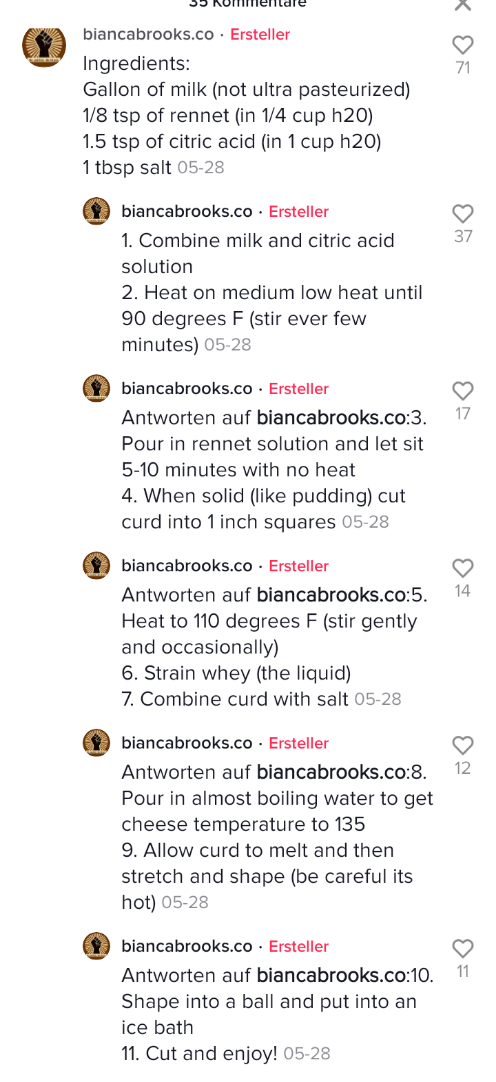 35 Kommentare
biancabrooks.co · Ersteller
Ingredients:
Gallon of milk (not ultra pasteurized)
1/8 tsp of rennet (in 1/4 cup h20)
1.5 tsp of citric acid (in 1 cup h20)
1 tbsp salt 05-28
71
biancabrooks.co · Ersteller
1. Combine milk and citric acid
solution
2. Heat on medium low heat until
90 degrees F (stir ever few
minutes) 05-28
37
biancabrooks.co · Ersteller
Antworten auf biancabrooks.co:3.
Pour in rennet solution and let sit
5-10 minutes with no heat
4. When solid (like pudding) cut
curd into 1 inch squares 05-28
17
biancabrooks.co · Ersteller
Antworten auf biancabrooks.co:5.
Heat to 110 degrees F (stir gently
and occasionally)
6. Strain whey (the liquid)
7. Combine curd with salt 05-28
14
biancabrooks.co · Ersteller
Antworten auf biancabrooks.co:8.
Pour in almost boiling water to get
cheese temperature to 135
9. Allow curd to melt and then
stretch and shape (be careful its
hot) 05-28
12
biancabrooks.co · Ersteller
Antworten auf biancabrooks.co:10.
Shape into a ball and put into an
ice bath
11. Cut and enjoy! 05-28
11